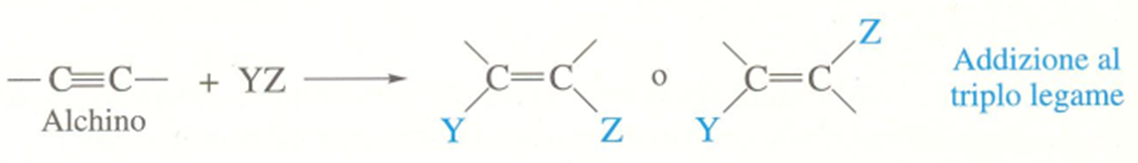 —C≡C— + YZ ⟶ C=C o C=C
Y Z Y Z
Alchino
Addizione al
triplo legame